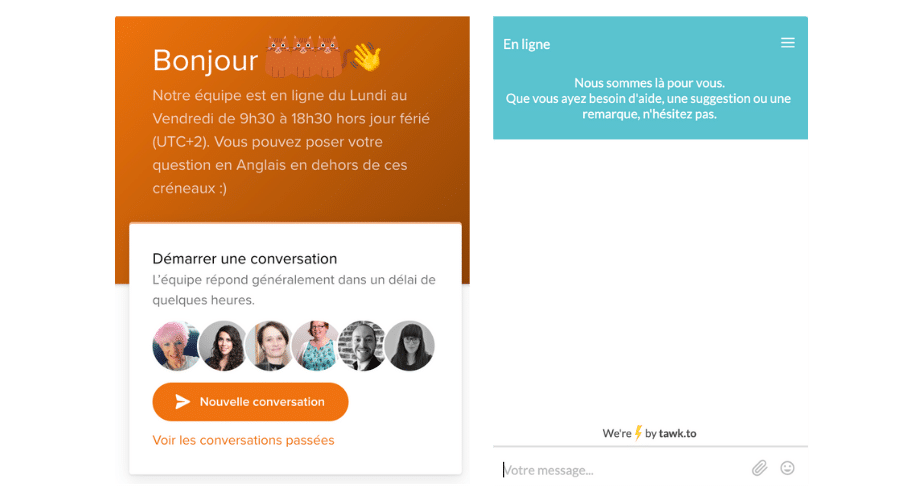 Bonjour
Notre équipe est en ligne du Lundi au
Vendredi de 9h30 à 18h30 hors jour férié
(UTC+2). Vous pouvez poser votre
question en Anglais en dehors de ces
créneaux :)
Démarrer une conversation
L'équipe répond généralement dans un délai de
quelques heures.
Nouvelle conversation
Voir les conversations passées
En ligne
Nous sommes là pour vous.
Que vous ayez besoin d'aide, une suggestion ou une
remarque, n'hésitez pas.
We're by tawk.to
Votre message...